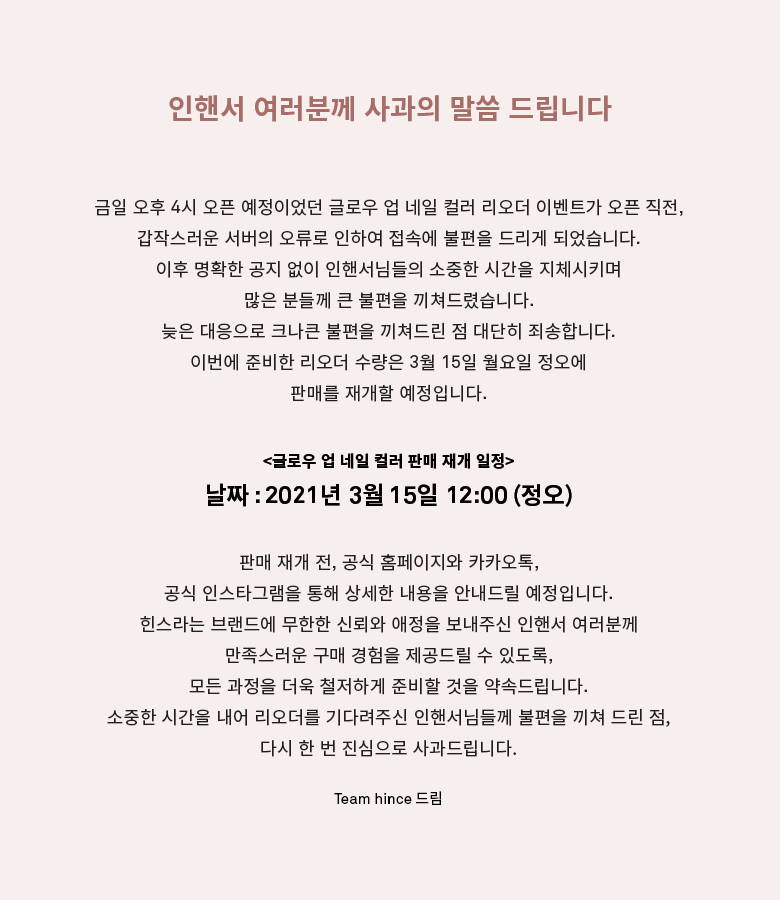 인핸서 여러분께 사과의 말씀 드립니다
금일 오후 4시 오픈 예정이었던 글로우 업 네일 컬러 리오더 이벤트가 오픈 직전,
갑작스러운 서버의 오류로 인하여 접속에 불편을 드리게 되었습니다.
이후 명확한 공지 없이 인핸서님들의 소중한 시간을 지체시키며
많은 분들께 큰 불편을 끼쳐드렸습니다.
늦은 대응으로 크나큰 불편을 끼쳐드린 점 대단히 죄송합니다.
이번에 준비한 리오더 수량은 3월 15일 월요일 정오에
판매를 재개할 예정입니다.
<글로우 업 네일 컬러 판매 재개 일정>
날짜 : 2021년 3월 15일 12:00 (정오)
판매 재개 전, 공식 홈페이지와 카카오톡,
공식 인스타그램을 통해 상세한 내용을 안내드릴 예정입니다.
힌스라는 브랜드에 무한한 신뢰와 애정을 보내주신 인핸서 여러분께
만족스러운 구매 경험을 제공드릴 수 있도록,
모든 과정을 더욱 철저하게 준비할 것을 약속드립니다.
소중한 시간을 내어 리오더를 기다려주신 인핸서님들께 불편을 끼쳐 드린 점,
다시 한 번 진심으로 사과드립니다.
Team hince 드림